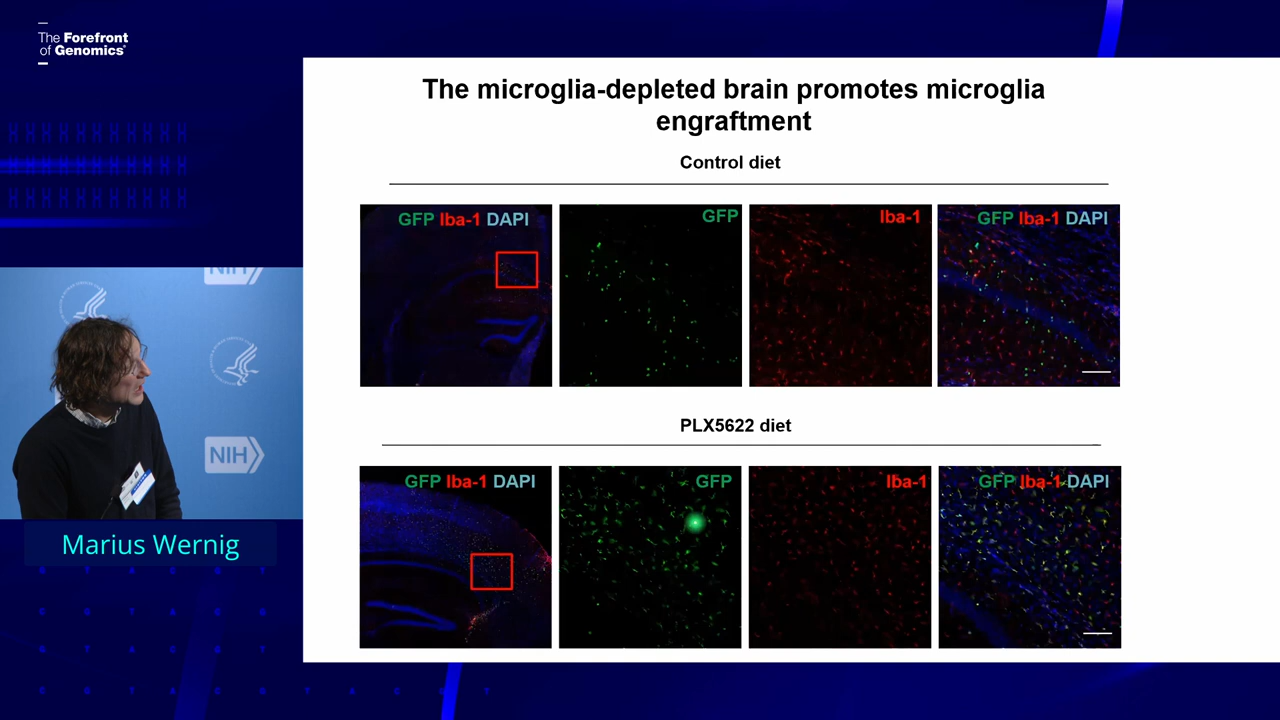 The Forefront
of Genomics®
The microglia-depleted brain promotes microglia
engraftment
Control diet
GFP Iba-1 DAPI
GFP
Iba-1
GFP Iba-1 DAPI
PLX5622 diet
GFP Iba-1 DAPI
GFP
Iba-1
GFP Iba-1 DAPI
NIH
NIH
Marius Wernig